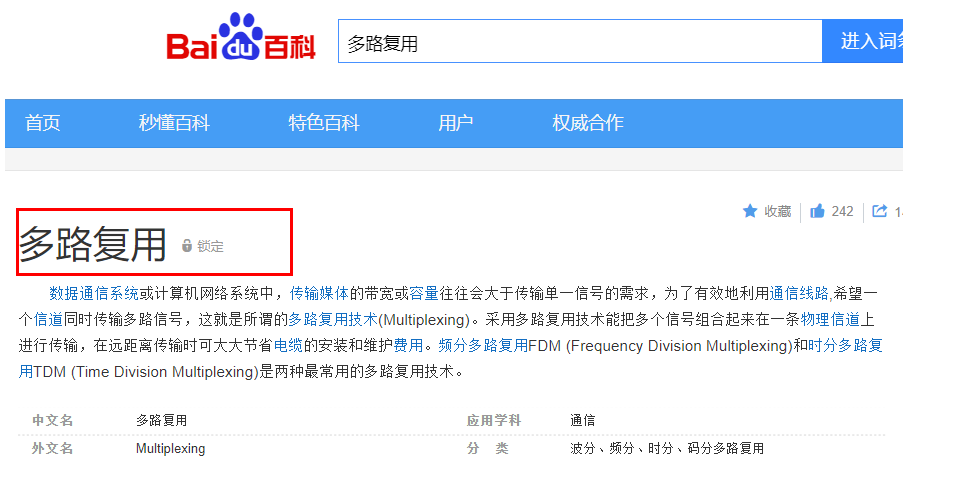 Baidu百科
多路复用
进入词条
首页 秒懂百科 特色百科 用户 权威合作
收藏 242
多路复用 锁定
数据通信系统或计算机网络系统中，传输媒体的带宽或容量往往会大于传输单一信号的需求，为了有效地利用通信线路,希望一
个信道同时传输多路信号，这就是所谓的多路复用技术(Multiplexing)。采用多路复用技术能把多个信号组合起来在一条物理信道上
进行传输，在远距离传输时可大大节省电缆的安装和维护费用。频分多路复用FDM (Frequency Division Multiplexing)和时分多路复
用TDM (Time Division Multiplexing)是两种最常用的多路复用技术。
中文名 多路复用 应用学科 通信
外文名 Multiplexing 分 类 波分、频分、时分、码分多路复用